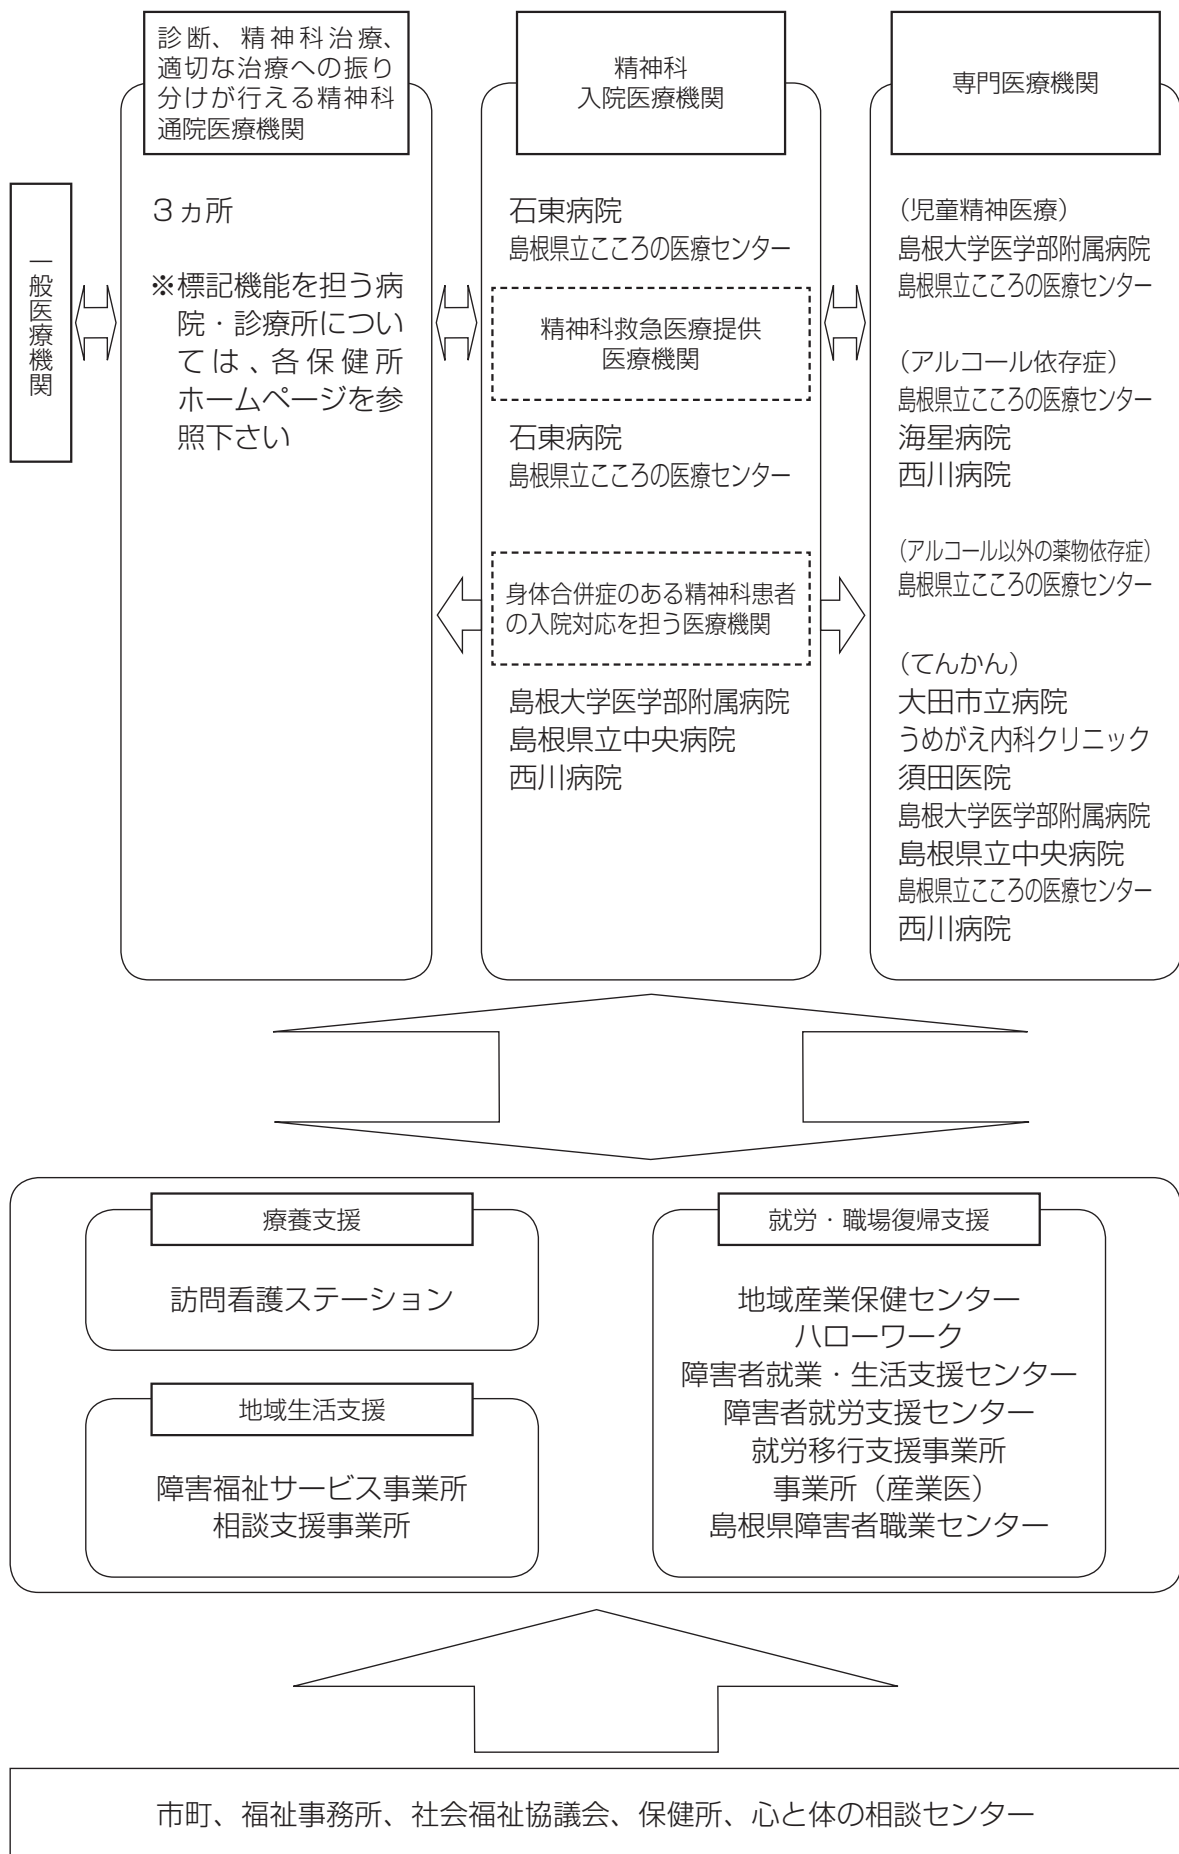 一般医療機関
診断、精神科治療、
適切な治療への振り
分けが行える精神科
通院医療機関
3ヵ所
※標記機能を担う病
院・診療所につい
ては、各保健所
ホームページを参
照下さい
精神科
入院医療機関
石東病院
島根県立こころの医療センター
精神科救急医療提供
医療機関
石東病院
島根県立こころの医療センター
身体合併症のある精神科患者
の入院対応を担う医療機関
島根大学医学部附属病院
島根県立中央病院
西川病院
専門医療機関
(児童精神医療)
島根大学医学部附属病院
島根県立こころの医療センター
(アルコール依存症)
島根県立こころの医療センター
海星病院
西川病院
(アルコール以外の薬物依存症)
島根県立こころの医療センター
(てんかん)
大田市立病院
うめがえ内科クリニック
須田医院
島根大学医学部附属病院
島根県立中央病院
島根県立こころの医療センター
西川病院
療養支援
訪問看護ステーション
地域生活支援
障害福祉サービス事業所
相談支援事業所
就労・職場復帰支援
地域産業保健センター
ハローワーク
障害者就業・生活支援センター
障害者就労支援センター
就労移行支援事業所
事業所(産業医)
島根県障害者職業センター
市町、福祉事務所、社会福祉協議会、保健所、心と体の相談センター